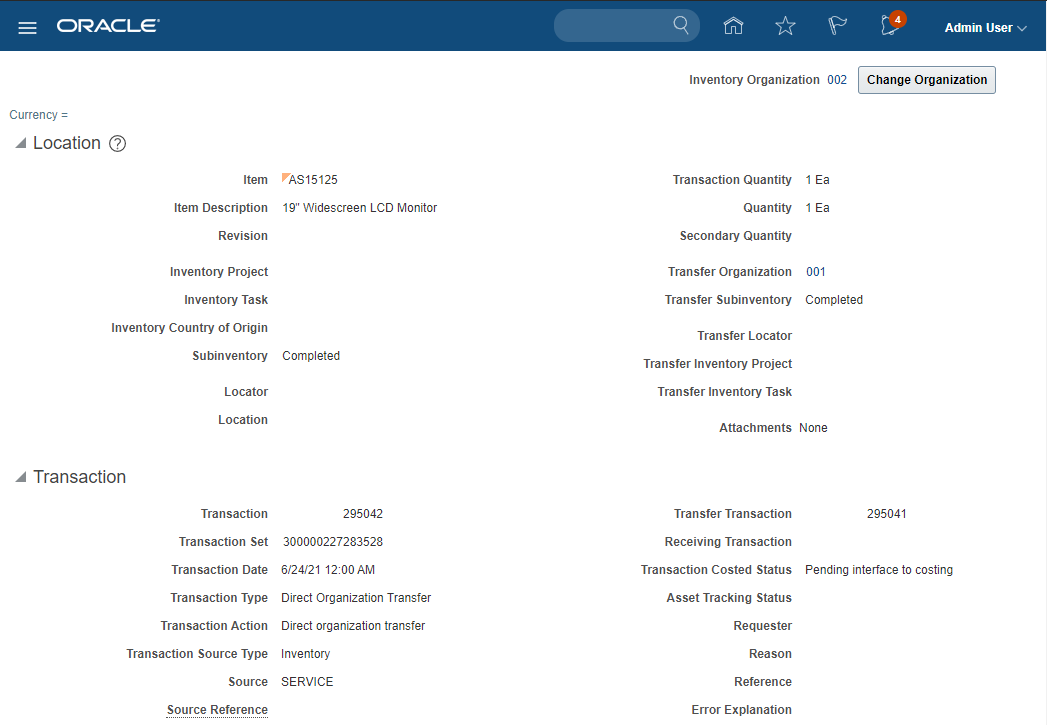 ORACLE
4
Admin User
Inventory Organization 002 Change Organization
Currency =
Location ?
Item AS15125
Transaction Quantity 1 Ea
Item Description 19" Widescreen LCD Monitor
Quantity 1 Ea
Revision
Secondary Quantity
Inventory Project
Transfer Organization 001
Inventory Task
Transfer Subinventory Completed
Inventory Country of Origin
Transfer Locator
Subinventory Completed
Transfer Inventory Project
Locator
Transfer Inventory Task
Location
Attachments None
Transaction
Transaction 295042
Transfer Transaction 295041
Transaction Set 300000227283528
Receiving Transaction
Transaction Date 6/24/21 12:00 AM
Transaction Costed Status Pending interface to costing
Transaction Type Direct Organization Transfer
Asset Tracking Status
Transaction Action Direct organization transfer
Requester
Transaction Source Type Inventory
Reason
Source SERVICE
Reference
Source Reference
Error Explanation